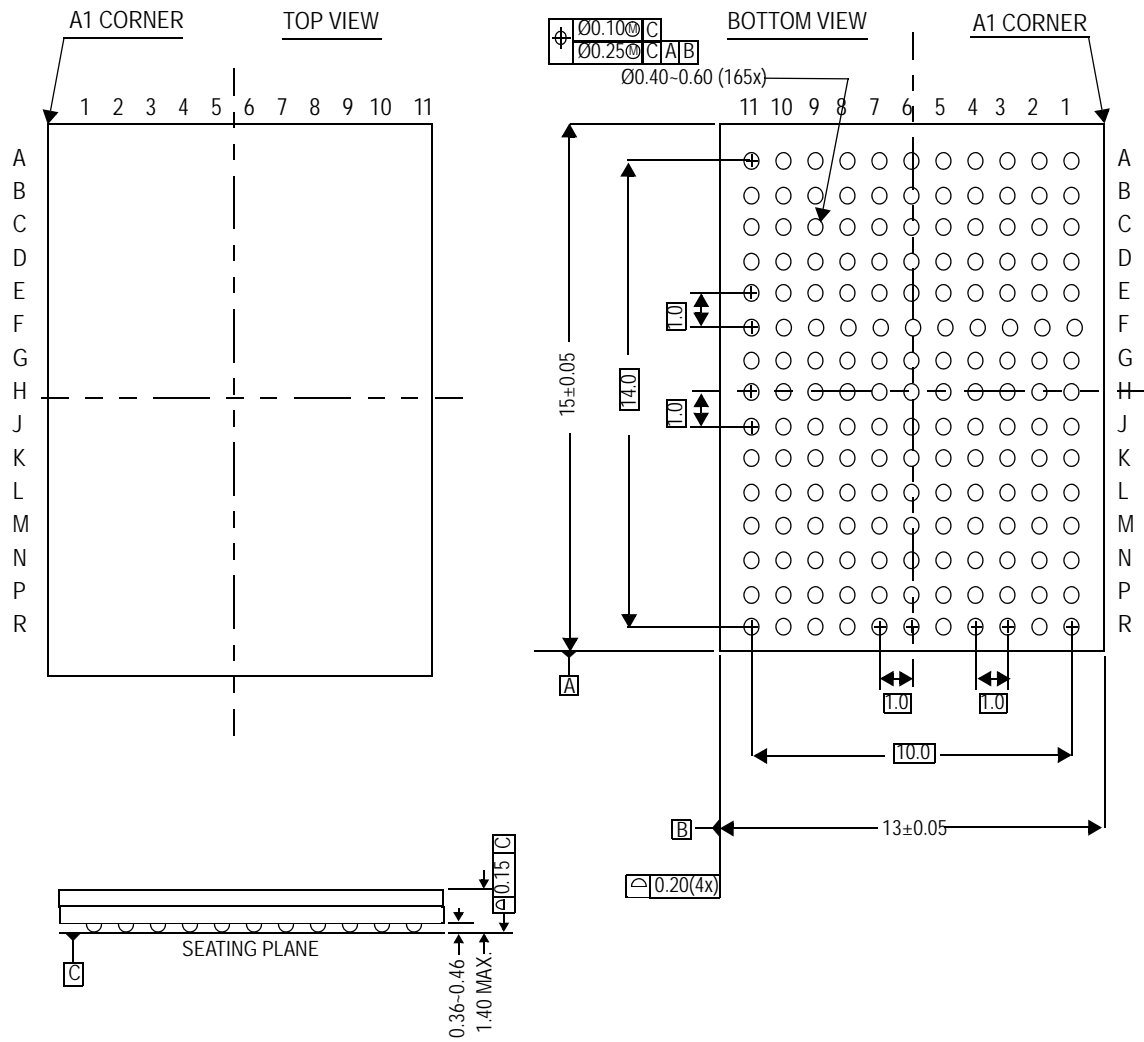 A1 CORNER
TOP VIEW
1 2 3 4 5 6 7 8 9 10 11
A
B
C
D
E
F
G
H
J
K
L
M
N
P
R
Ø0.10Ⓜ C
Ø0.25Ⓜ C A B
Ø0.40~0.60 (165x)
BOTTOM VIEW
A1 CORNER
11 10 9 8 7 6 5 4 3 2 1
A
B
C
D
E
F
G
H
J
K
L
M
N
P
R
1.0
1.0
15±0.05
14.0
A
1.0
1.0
10.0
B
13±0.05
0.20(4x)
0.15 C
SEATING PLANE
C
0.36~0.46
1.40 MAX.